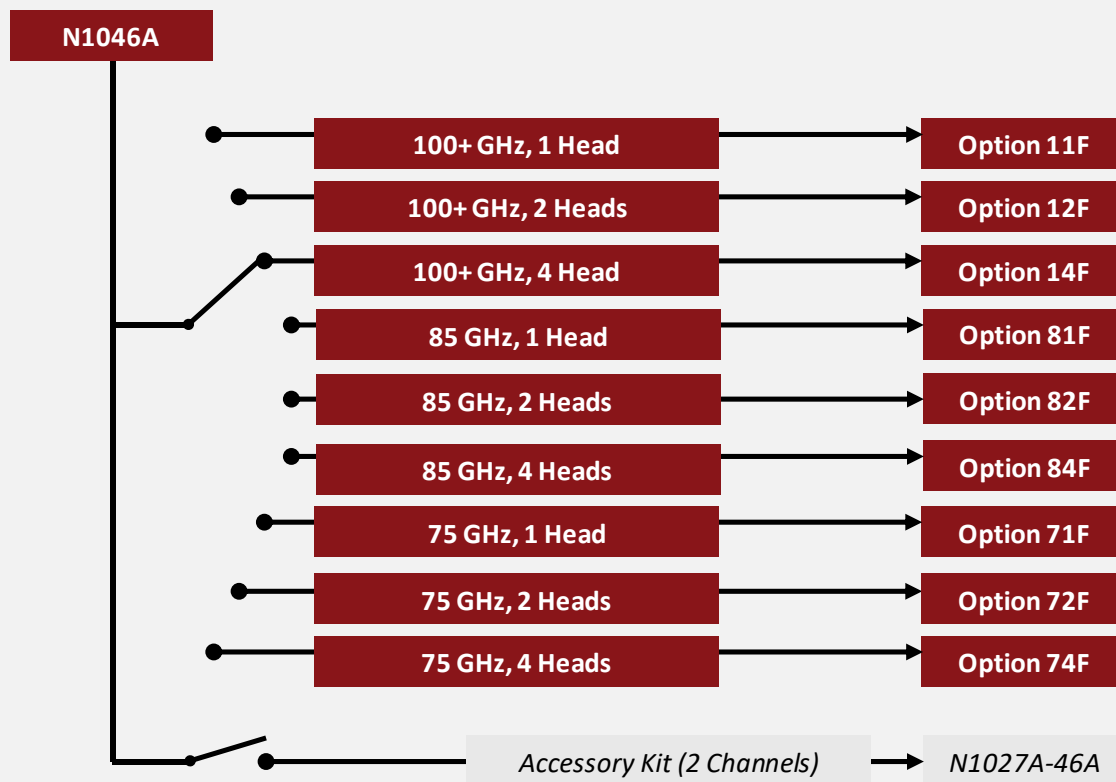 N1046A
100+ GHz, 1 Head Option 11F
100+ GHz, 2 Heads Option 12F
100+ GHz, 4 Head Option 14F
85 GHz, 1 Head Option 81F
85 GHz, 2 Heads Option 82F
85 GHz, 4 Heads Option 84F
75 GHz, 1 Head Option 71F
75 GHz, 2 Heads Option 72F
75 GHz, 4 Heads Option 74F
Accessory Kit (2 Channels) N1027A-46A